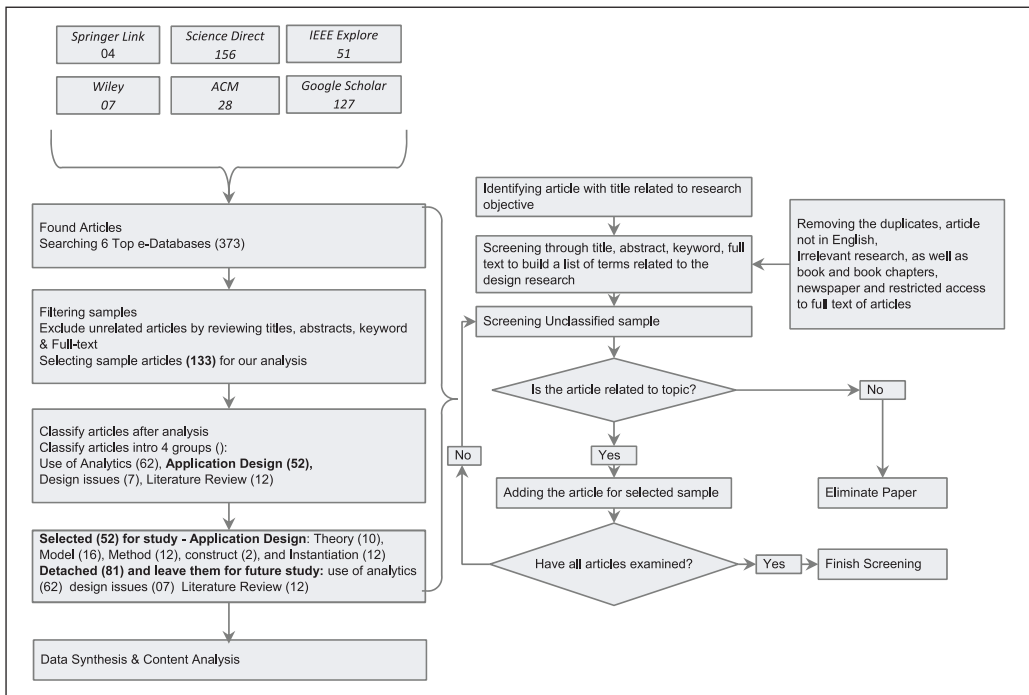 Springer Link
04
Science Direct
156
IEEE Explore
51
Wiley
07
ACM
28
Google Scholar
127
Found Articles
Searching 6 Top e-Databases (373)
Filtering samples
Exclude unrelated articles by reviewing titles, abstracts, keyword
& Full-text
Selecting sample articles (133) for our analysis
Classify articles after analysis
Classify articles intro 4 groups ():
Use of Analytics (62), Application Design (52),
Design issues (7), Literature Review (12)
Selected (52) for study - Application Design: Theory (10),
Model (16), Method (12), construct (2), and Instantiation (12)
Detached (81) and leave them for future study: use of analytics
(62) design issues (07) Literature Review (12)
Data Synthesis & Content Analysis
Identifying article with title related to research
objective
Screening through title, abstract, keyword, full
text to build a list of terms related to the
design research
Removing the duplicates, article
not in English,
Irrelevant research, as well as
book and book chapters,
newspaper and restricted access
to full text of articles
Screening Unclassified sample
Is the article related to topic?
No
Yes
No
Adding the article for selected sample
Eliminate Paper
Have all articles examined?
Yes
Finish Screening